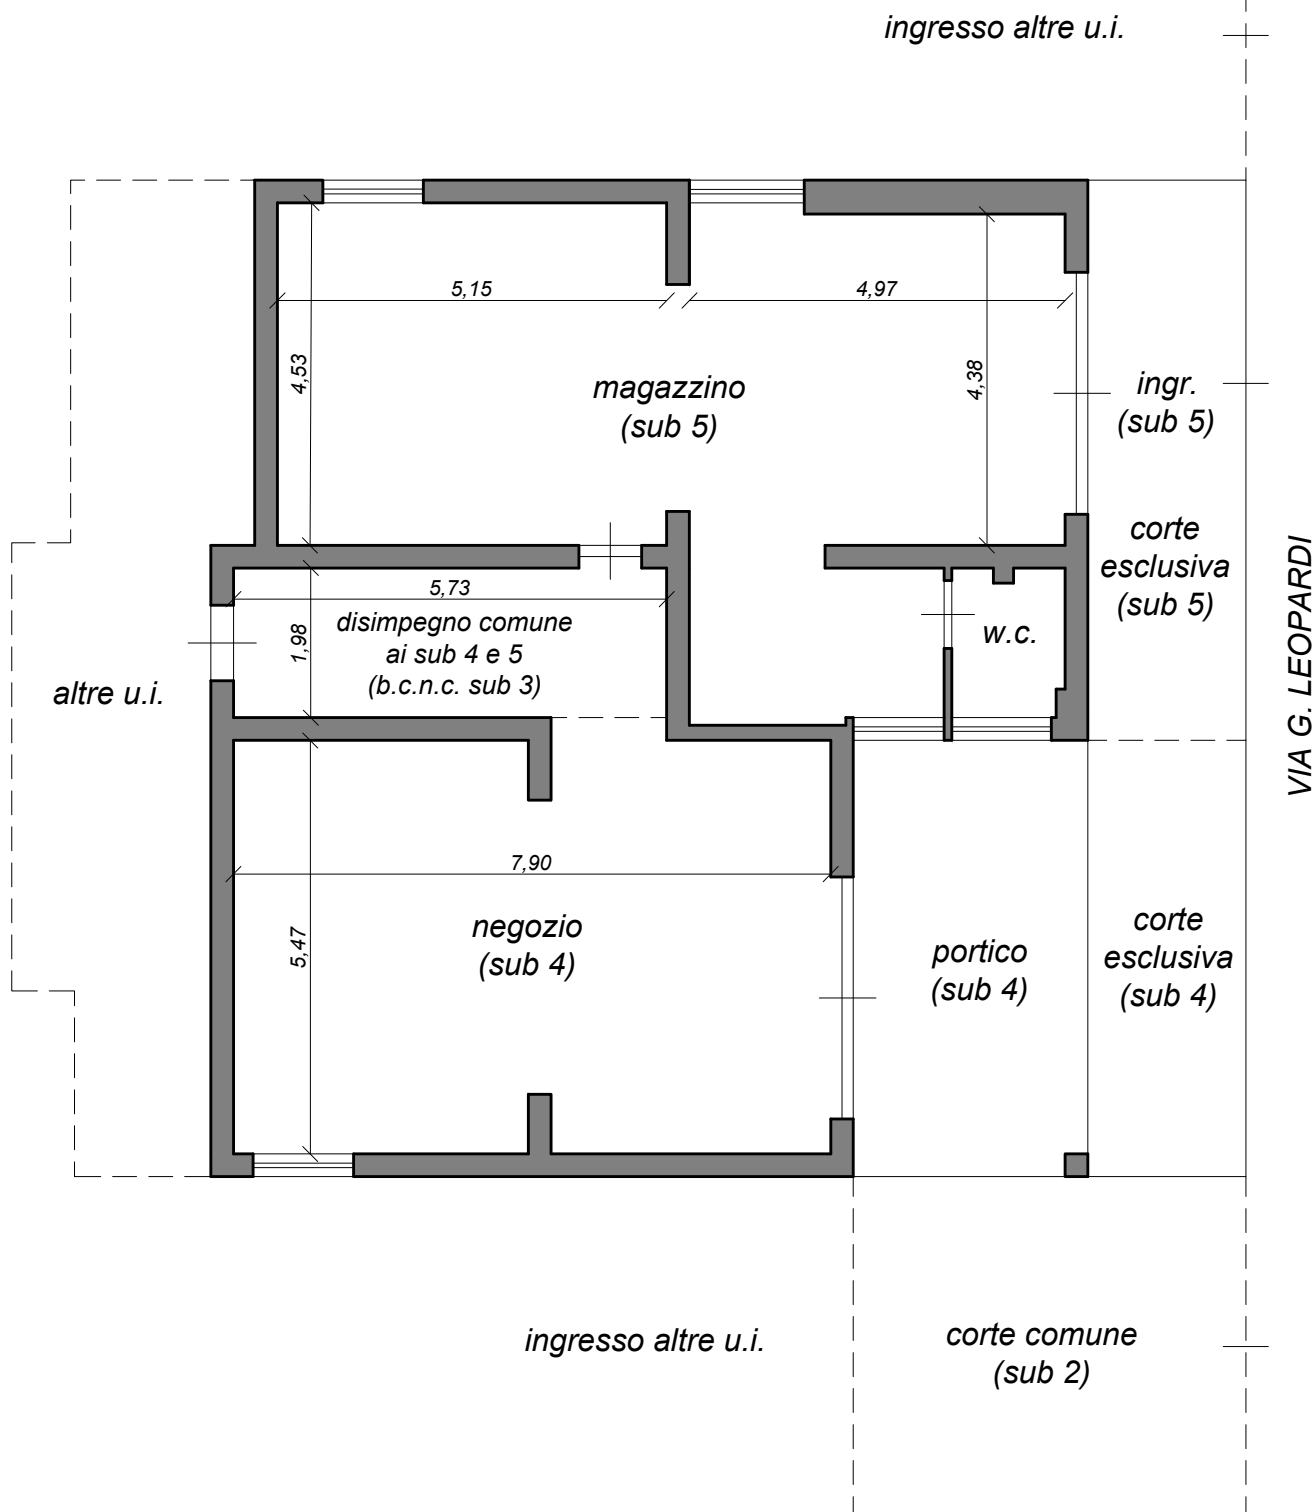 ingresso altre u.i.
5,15
4,97
4,53
4,38
magazzino
(sub 5)
ingr.
(sub 5)
corte
esclusiva
(sub 5)
VIA G. LEOPARDI
5,73
1,98
disimpegno comune
ai sub 4 e 5
(b.c.n.c. sub 3)
w.c.
altre u.i.
7,90
5,47
negozio
(sub 4)
portico
(sub 4)
corte
esclusiva
(sub 4)
ingresso altre u.i.
corte comune
(sub 2)